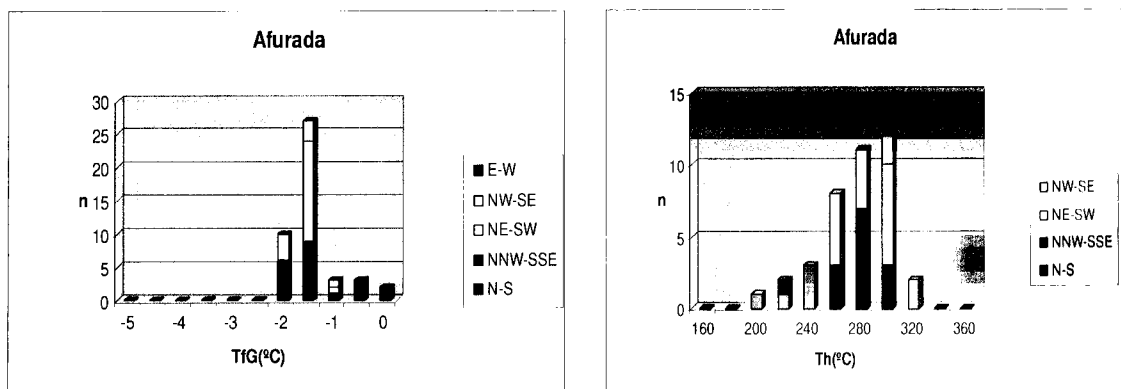 Afurada
30
25
20
15
10
5
0
n
-5 -4 -3 -2 -1 0
TfG(ºC)
E-W
NW-SE
NE-SW
NNW-SSE
N-S
Afurada
15
10
5
0
n
160 200 240 280 320 360
Th(ºC)
NW-SE
NE-SW
NNW-SSE
N-S